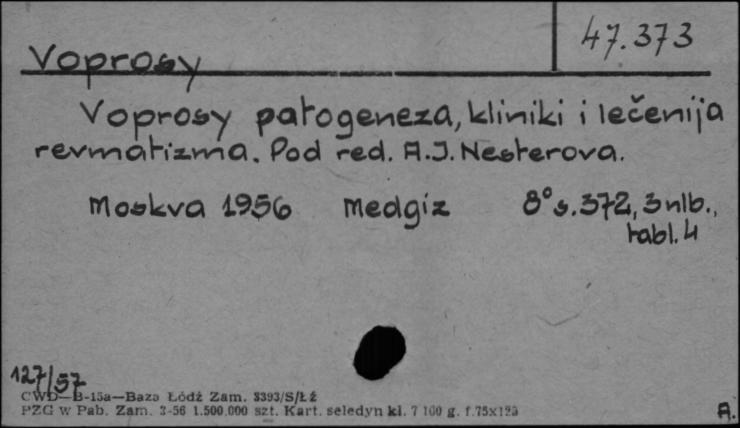 47.373
Voprosy
Voprosy patogeneza, kliniki i lečenija
revmatizma. Pod red. A.I. Nesterova.
Moskva 1956 Medgiz 8° s. 372, 3 nlb.,
tabl. 4
127/57
CWD—B-15a—Baza Łódź Zam. 3393/S/Łź
PZG w Pab. Zam. 3-56 1.500.000 szt. Kart. seledyn kl. 7 100 g. f. 75x125
A.